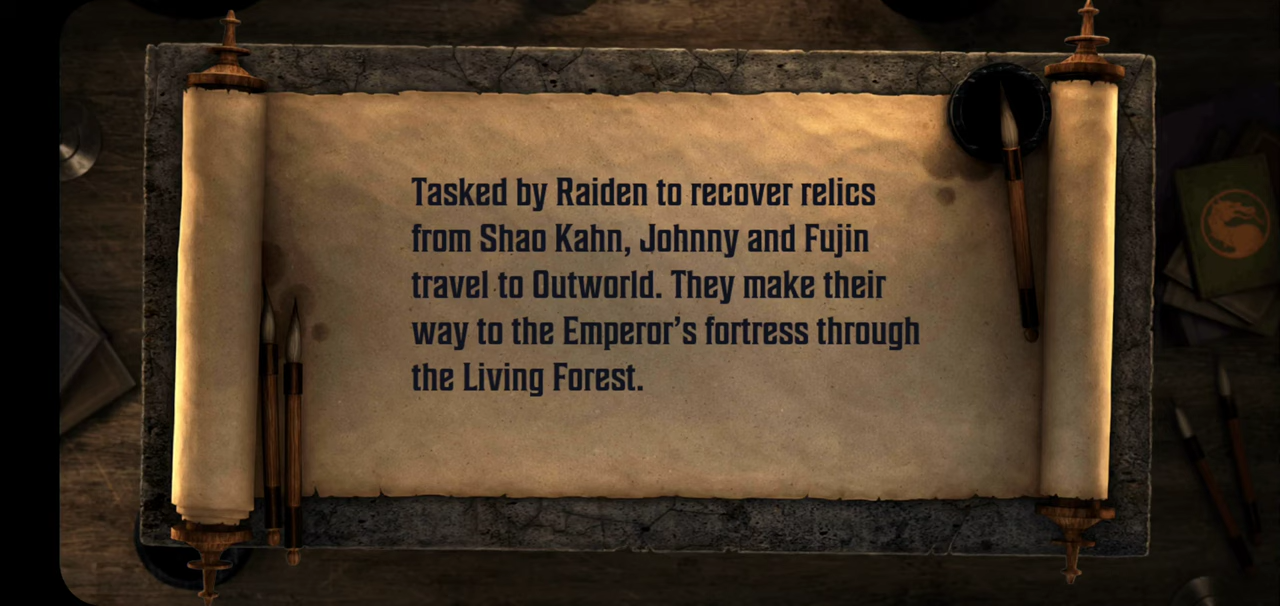 Tasked by Raiden to recover relics
from Shao Kahn, Johnny and Fujin
travel to Outworld. They make their
way to the Emperor’s fortress through
the Living Forest.